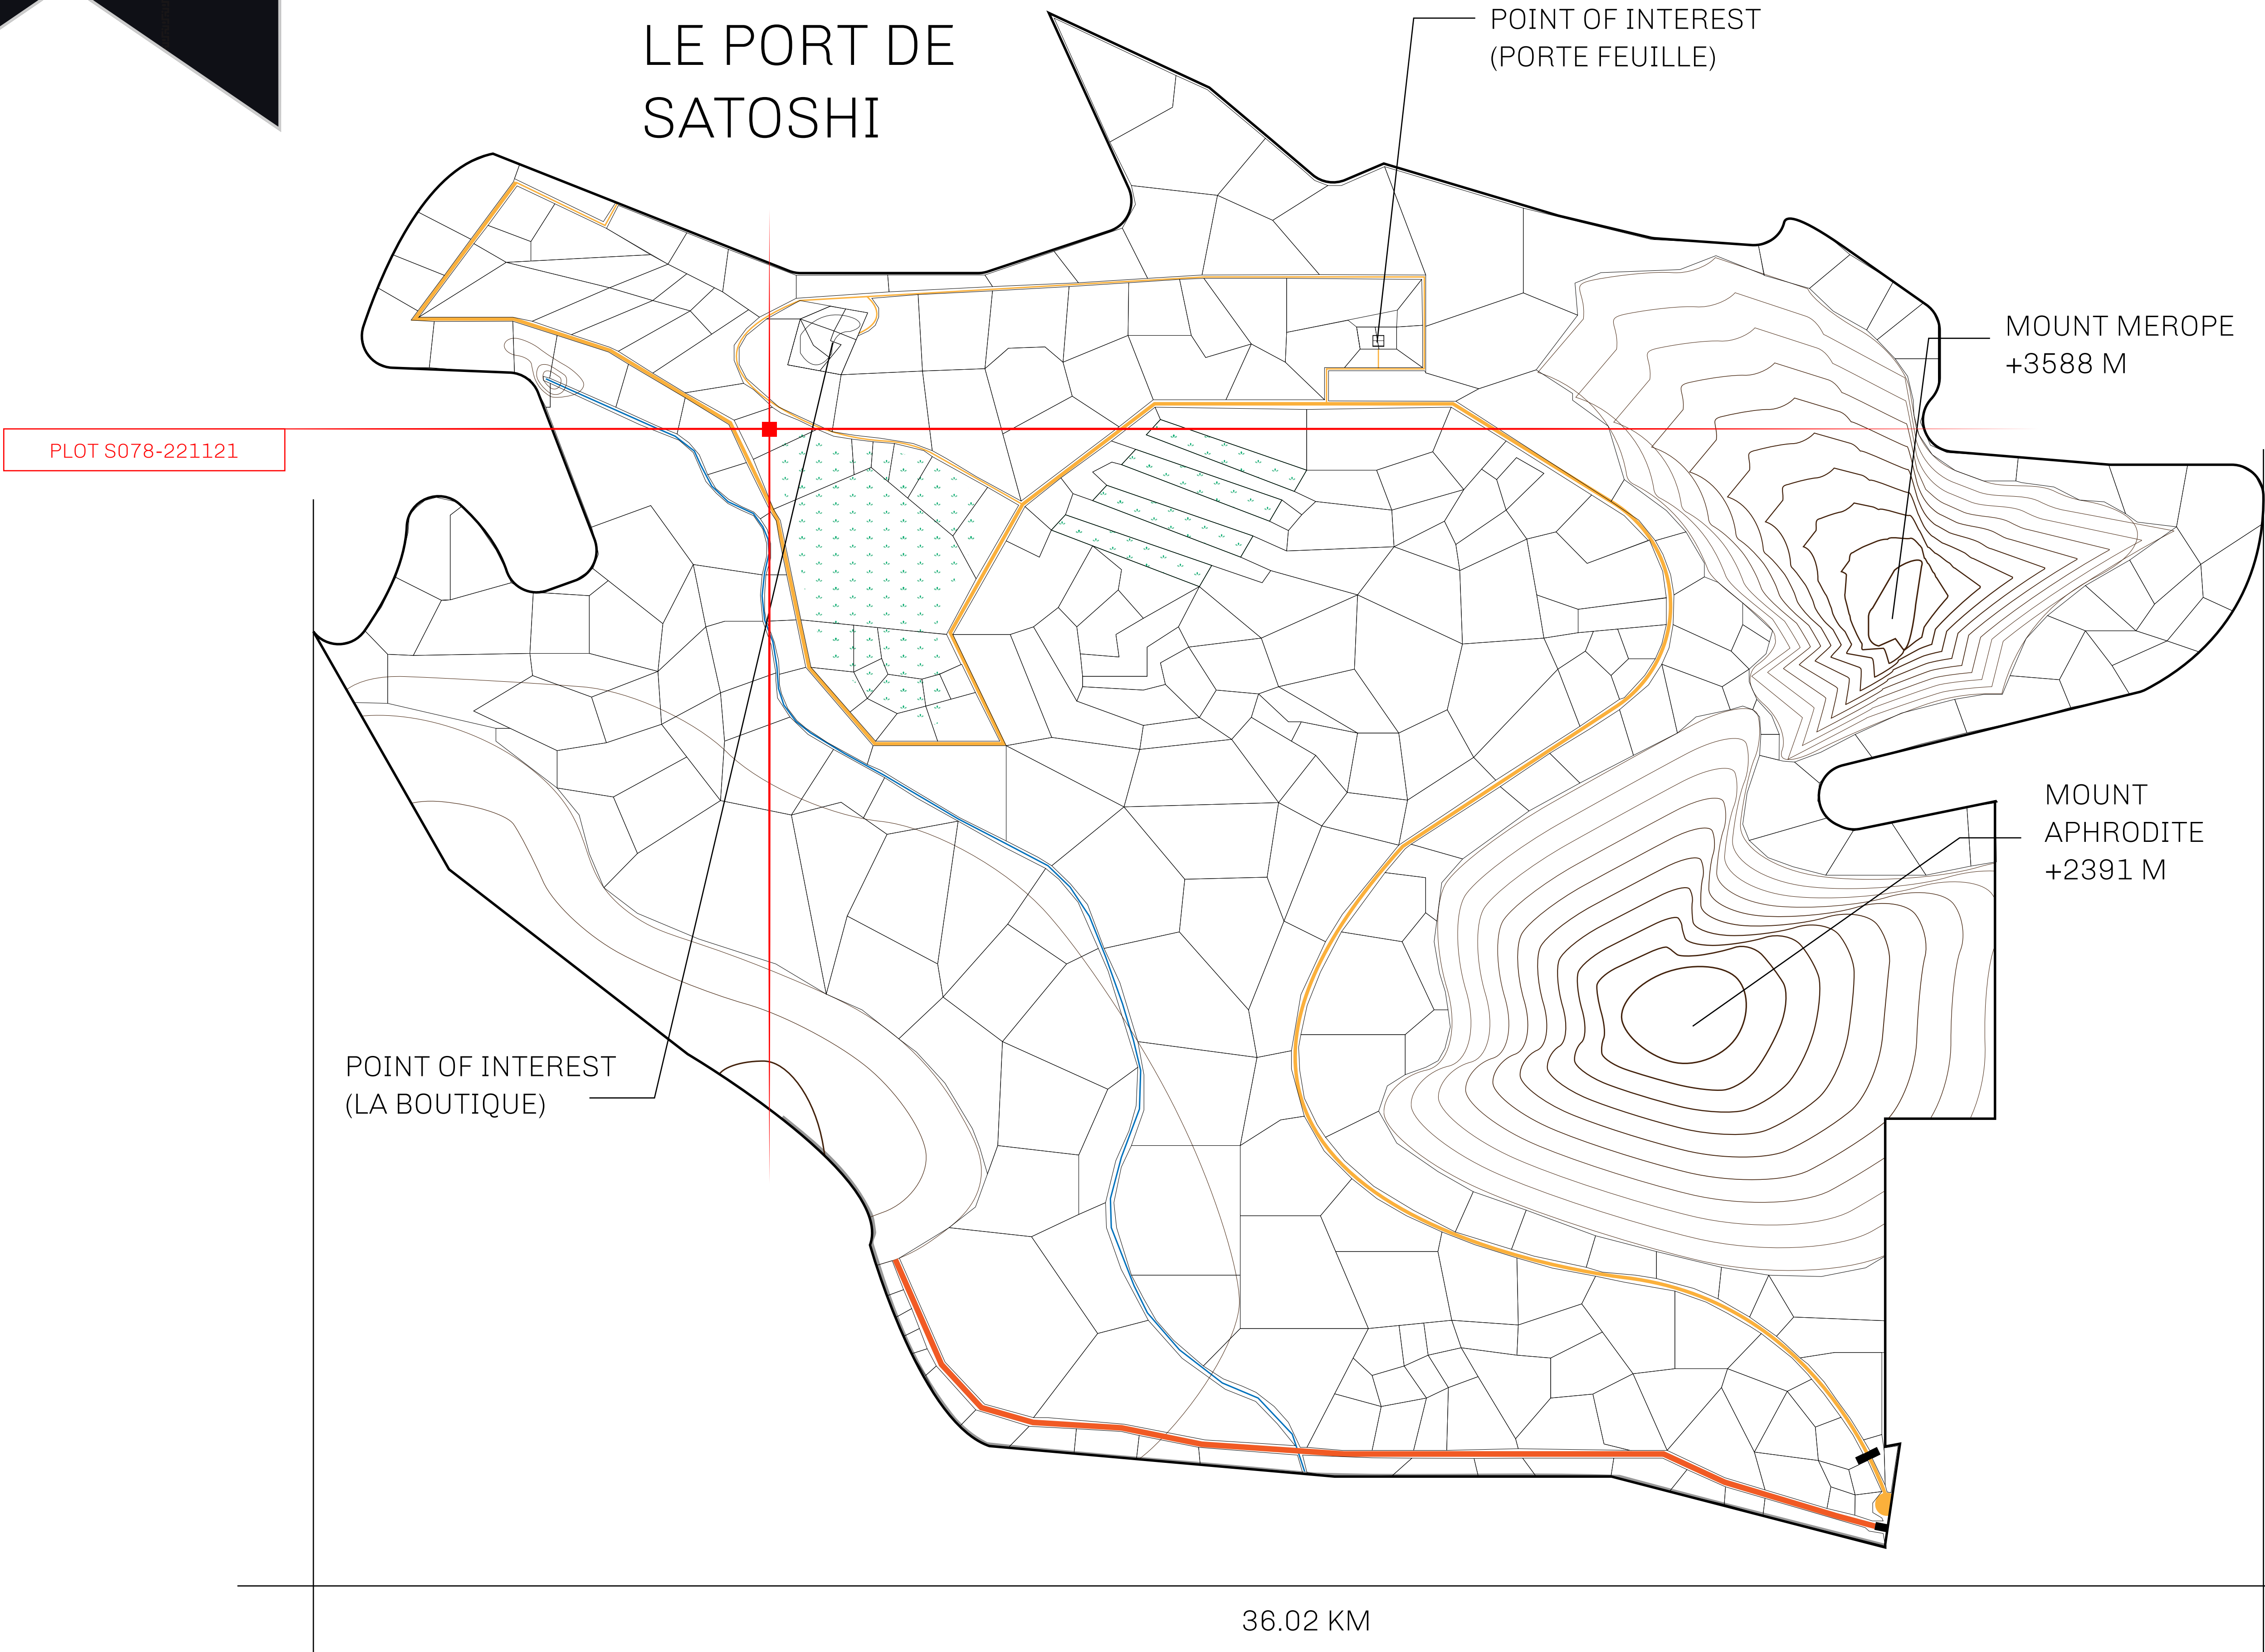 LE PORT DE
SATOSHI
POINT OF INTEREST
(PORTE FEUILLE)
MOUNT MEROPE
+3588 M
PLOT S078-221121
MOUNT
APHRODITE
+2391 M
POINT OF INTEREST
(LA BOUTIQUE)
36.02 KM